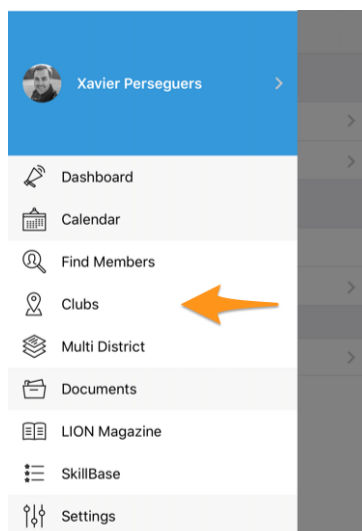 Xavier Perseguers
Dashboard
Calendar
Find Members
Clubs
Multi District
Documents
LION Magazine
SkillBase
Settings